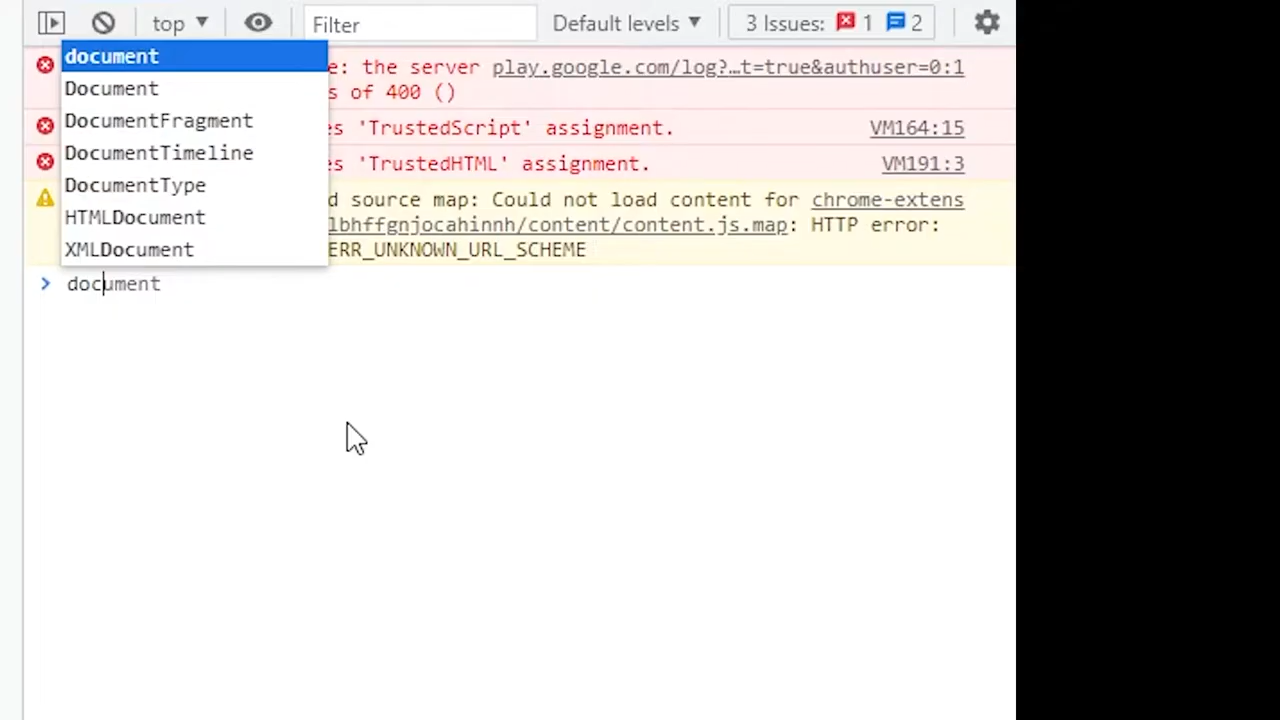 top ▼ Filter Default levels ▼ 3 Issues: 1 2
document
Document
DocumentFragment
DocumentTimeline
DocumentType
HTMLDocument
XMLDocument
e: the server play.google.com/log?…t=true&authuser=0:1
s of 400 ()
es 'TrustedScript' assignment. VM164:15
es 'TrustedHTML' assignment. VM191:3
d source map: Could not load content for chrome-extens
lbhffgnjocahinnh/content/content.js.map: HTTP error:
ERR_UNKNOWN_URL_SCHEME
> document